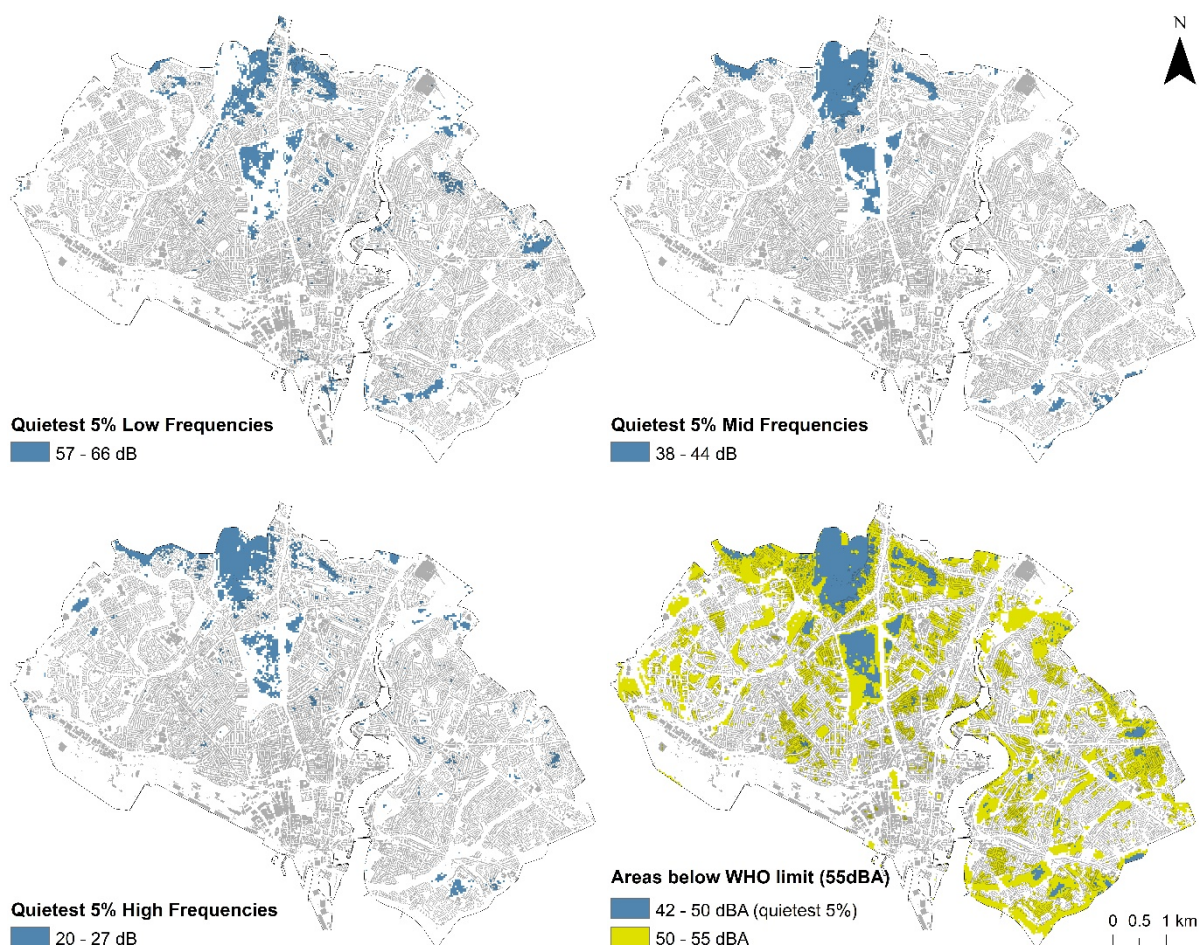 N
Quietest 5% Low Frequencies
57 - 66 dB
Quietest 5% Mid Frequencies
38 - 44 dB
Quietest 5% High Frequencies
20 - 27 dB
Areas below WHO limit (55dBA)
42 - 50 dBA (quietest 5%)
50 - 55 dBA
0 0.5 1 km